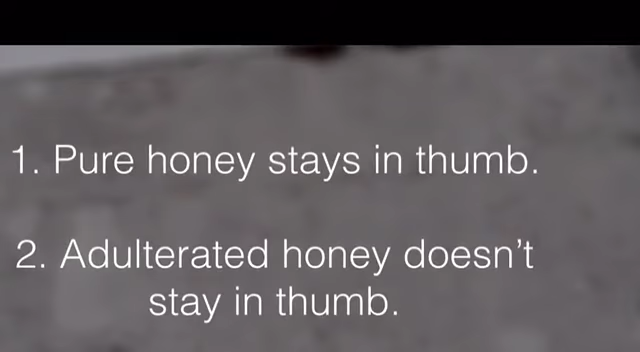 1. Pure honey stays in thumb.
2. Adulterated honey doesn’t
stay in thumb.